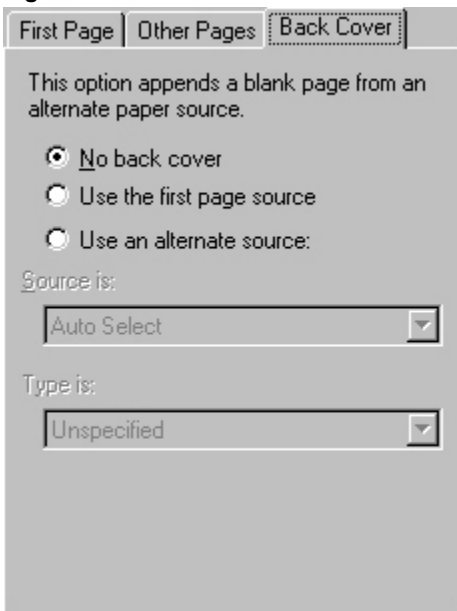 First Page Other Pages Back Cover
This option appends a blank page from an
alternate paper source.
No back cover
Use the first page source
Use an alternate source:
Source is:
Auto Select
Type is:
Unspecified